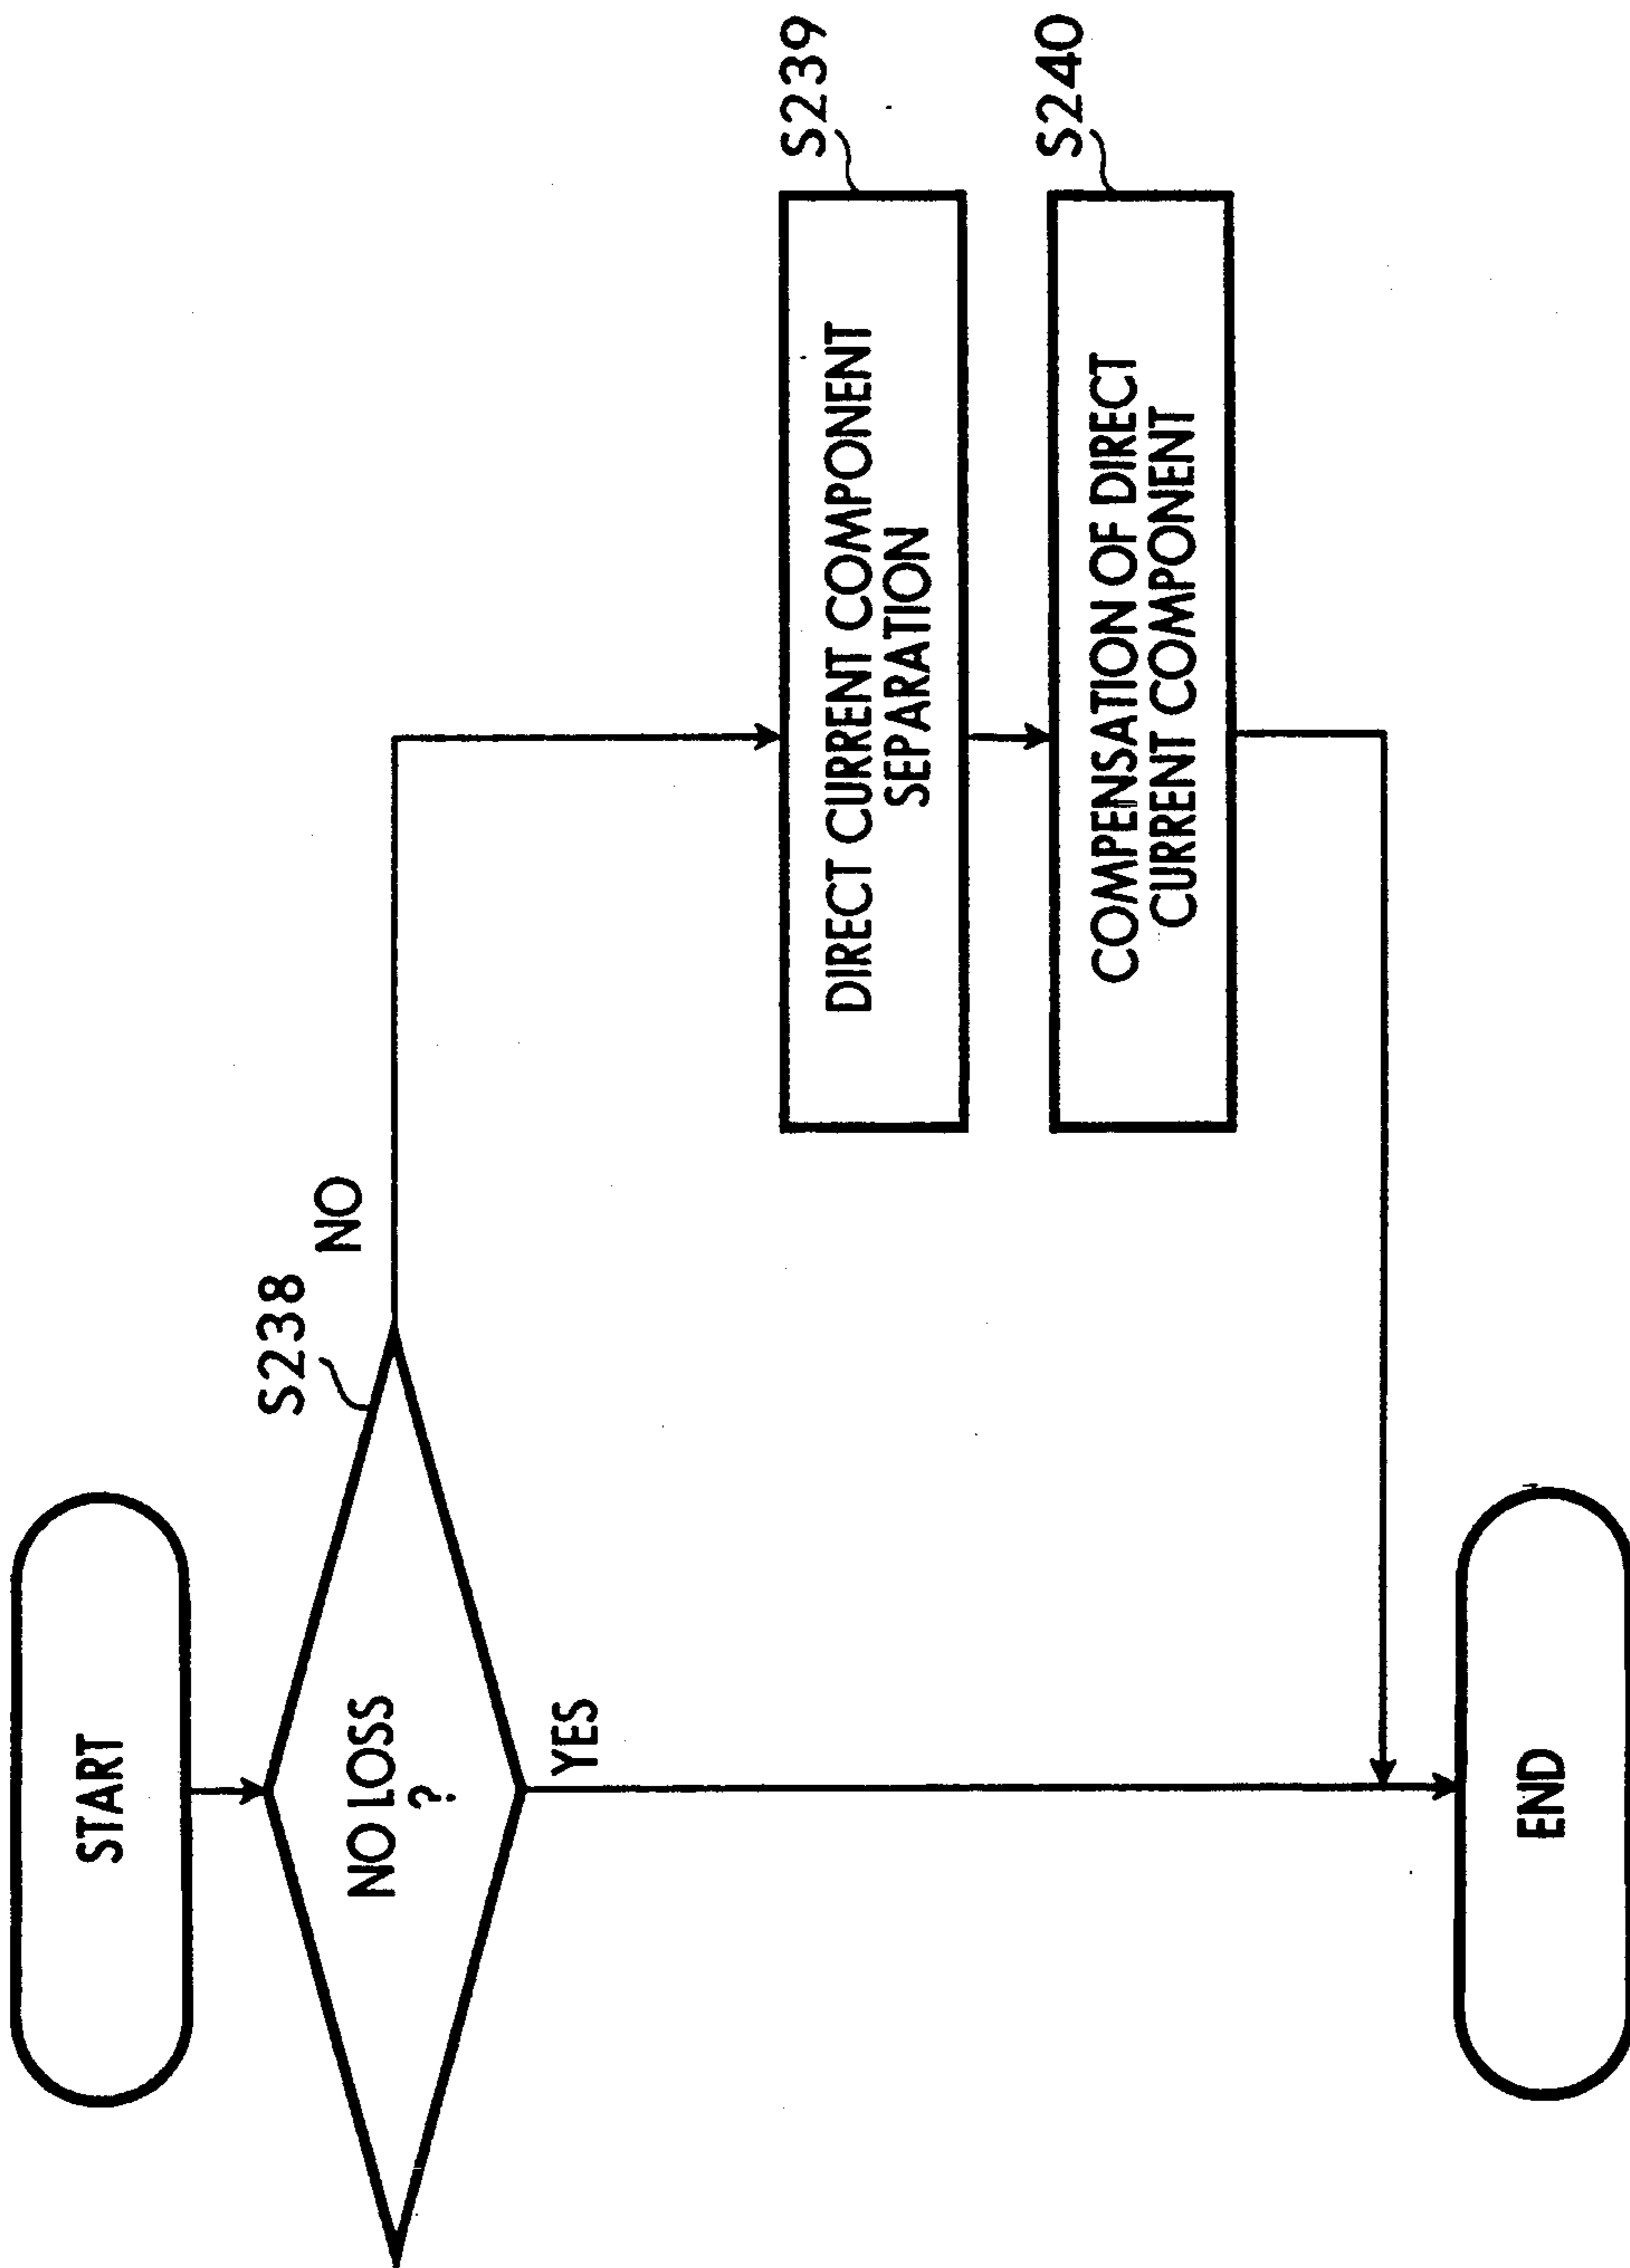 START
S238
NO LOSS
?
NO
YES
S239
DIRECT CURRENT COMPONENT
SEPARATION
S240
COMPENSATION OF DIRECT
CURRENT COMPONENT
END